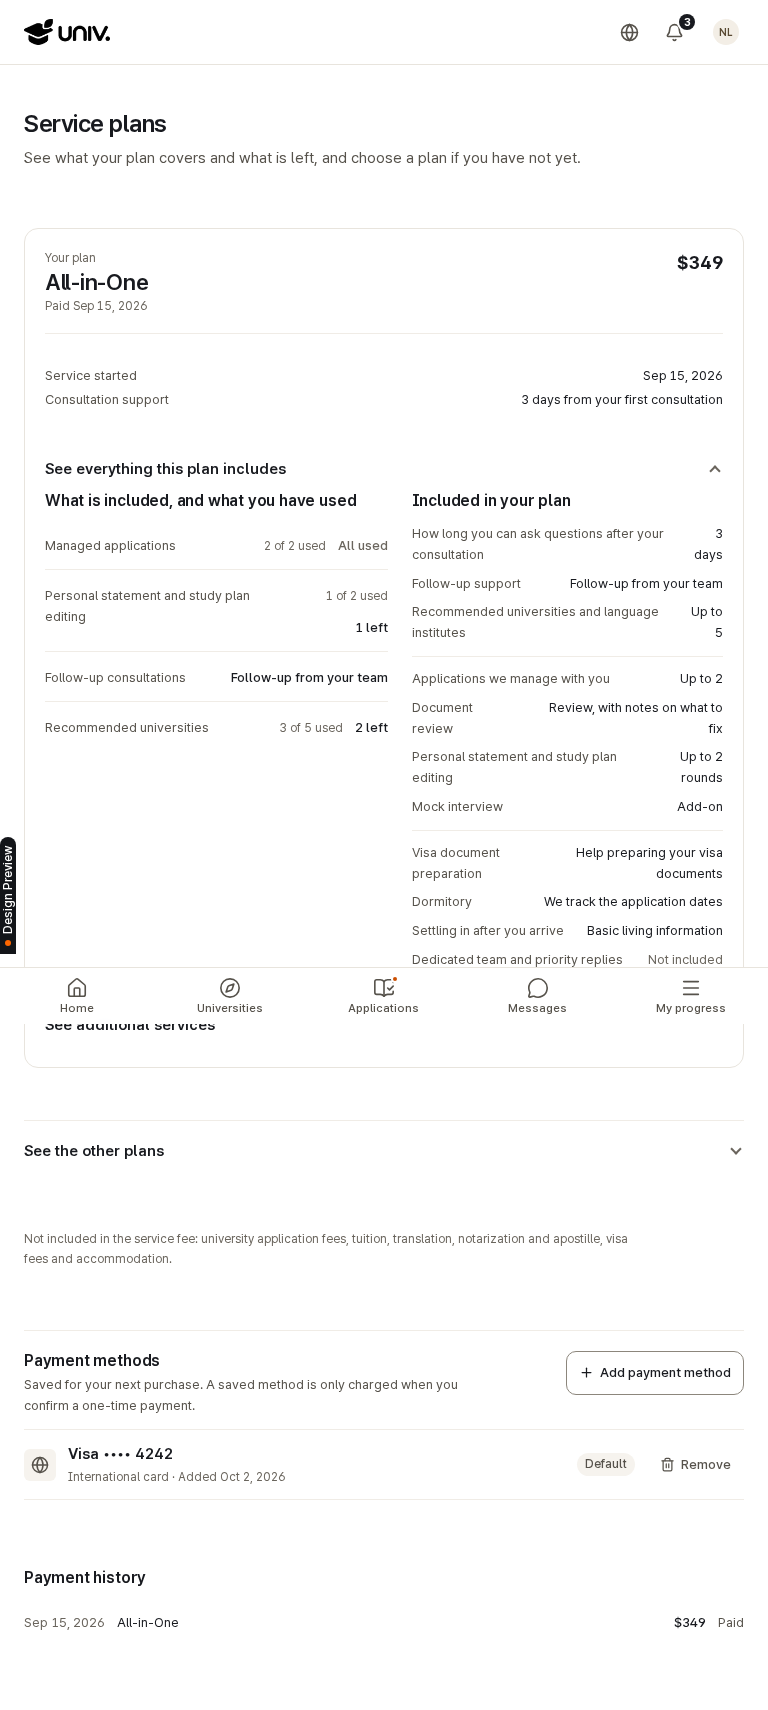 UNIV.
3
NL
Service plans
See what your plan covers and what is left, and choose a plan if you have not yet.
Your plan
All-in-One
$349
Paid Sep 15, 2026
Service started
Sep 15, 2026
Consultation support
3 days from your first consultation
See everything this plan includes
What is included, and what you have used
Managed applications
2 of 2 used
All used
Personal statement and study plan
editing
1 of 2 used
1 left
Follow-up consultations
Follow-up from your team
Recommended universities
3 of 5 used
2 left
Included in your plan
How long you can ask questions after your
consultation
3
days
Follow-up support
Follow-up from your team
Recommended universities and language
institutes
Up to
5
Applications we manage with you
Up to 2
Document
review
Review, with notes on what to
fix
Personal statement and study plan
editing
Up to 2
rounds
Mock interview
Add-on
Visa document
preparation
Help preparing your visa
documents
Dormitory
We track the application dates
Settling in after you arrive
Basic living information
Dedicated team and priority replies
Not included
Design Preview
Home
Universities
Applications
Messages
My progress
See additional services
See the other plans
Not included in the service fee: university application fees, tuition, translation, notarization and apostille, visa
fees and accommodation.
Payment methods
Saved for your next purchase. A saved method is only charged when you
confirm a one-time payment.
Add payment method
Visa •••• 4242
International card · Added Oct 2, 2026
Default
Remove
Payment history
Sep 15, 2026
All-in-One
$349
Paid